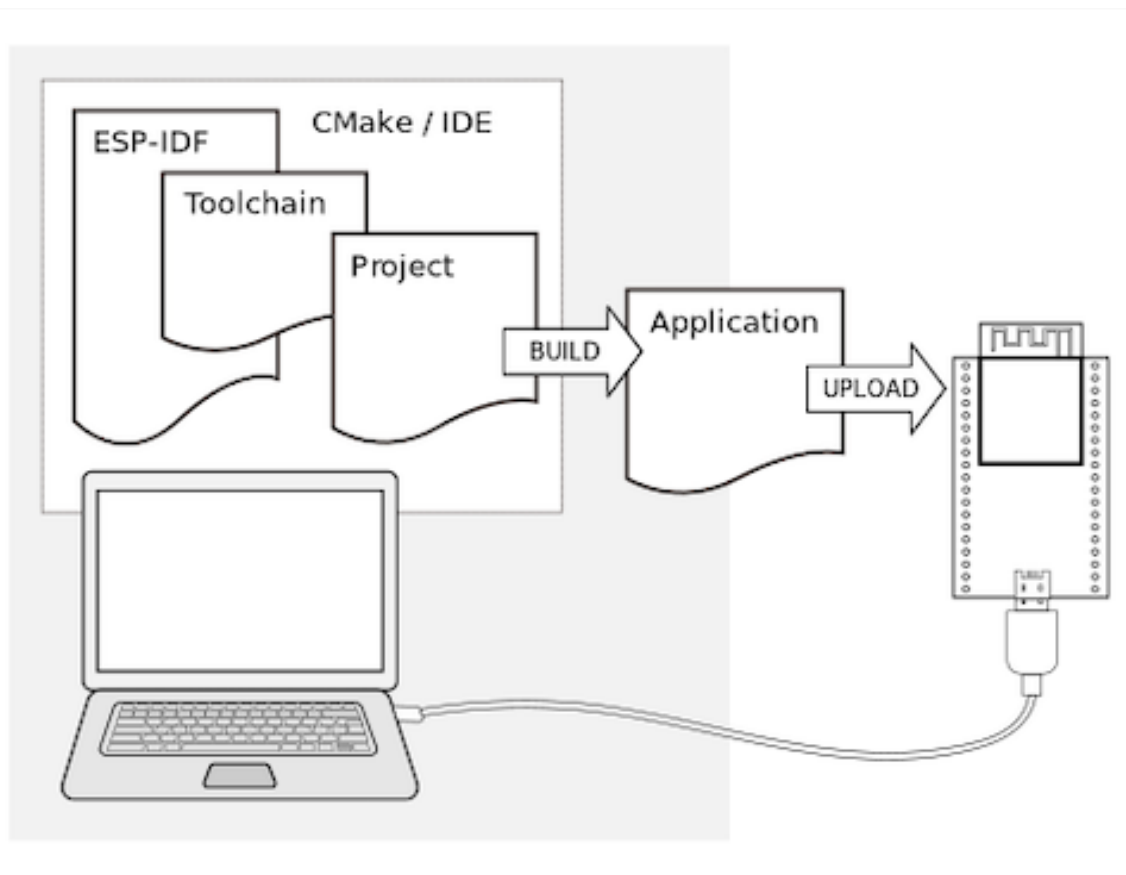 CMake / IDE
ESP-IDF
Toolchain
Project
BUILD
Application
UPLOAD